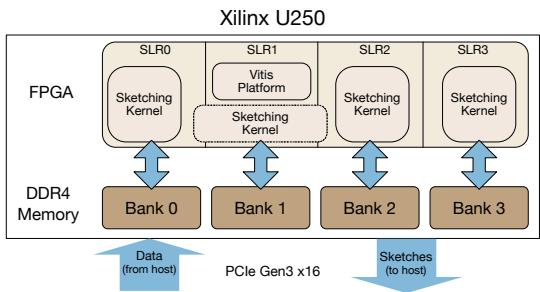 Xilinx U250
SLR0
SLR1
SLR2
SLR3
FPGA
Vitis
Platform
Sketching
Kernel
Sketching
Kernel
Sketching
Kernel
Sketching
Kernel
DDR4
Memory
Bank 0
Bank 1
Bank 2
Bank 3
Data
(from host)
PCIe Gen3 x16
Sketches
(to host)